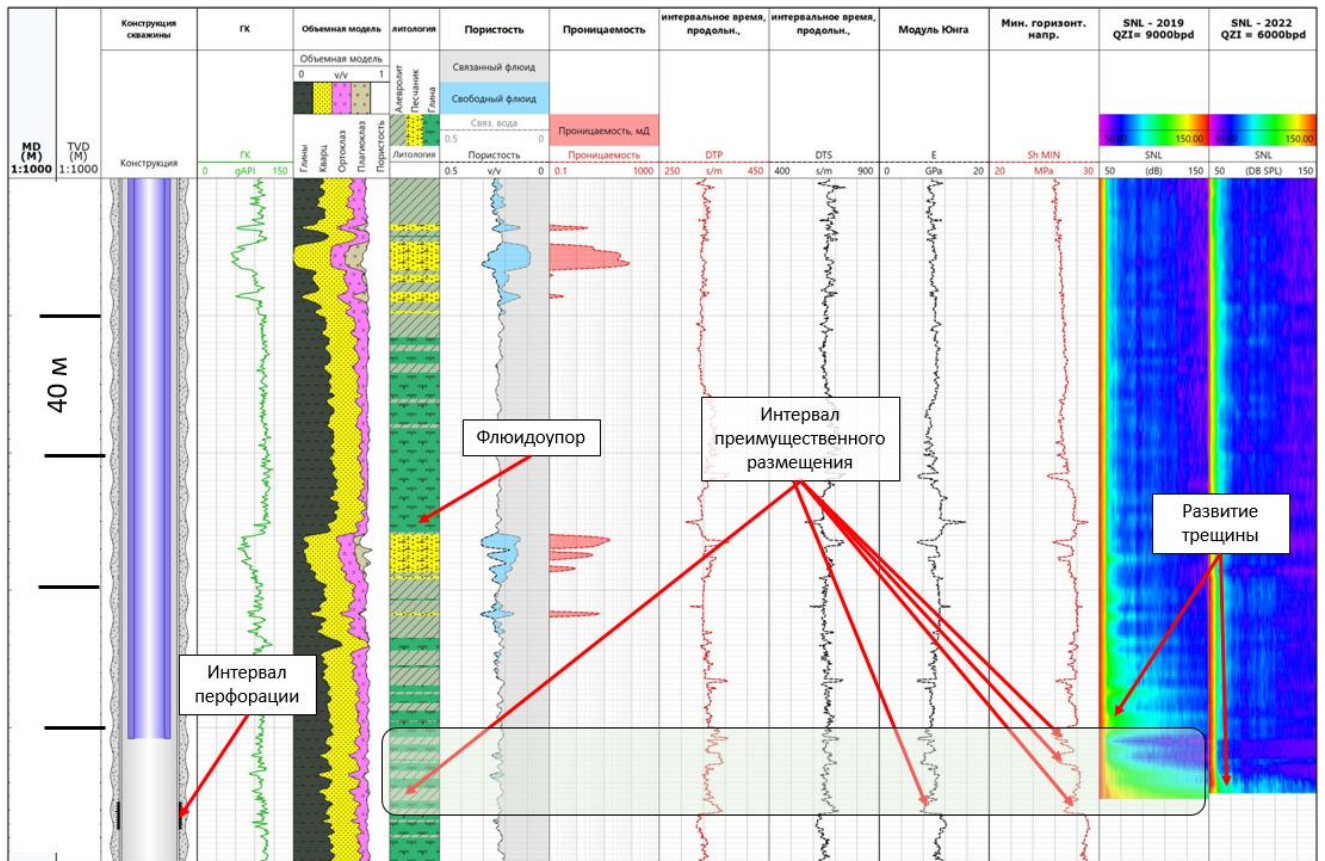 Конструкция
скважины
ГК
Объемная модель
литология
Пористость
Проницаемость
интервальное время,
продольн.,
интервальное время,
продольн.,
Модуль Юнга
Мин. горизонт.
напр.
SNL - 2019
QZI= 9000bpd
SNL - 2022
QZI = 6000bpd
MD
(M)
1:1000
TVD
(M)
1:1000
Конструкция
ГК
0 gAPI 150
Объемная модель
0 v/v 1
Глины
Кварц
Ортоклаз
Плагиоклаз
Пористость
Алевролит
Песчаник
Глина
Литология
Связанный флюид
Свободный флюид
Связ. вода
0.5 0
Пористость
0.5 v/v 0
Проницаемость, мД
Проницаемость
0.1 1000
DTP
250 s/m 450
DTS
400 s/m 900
E
0 GPa 20
Sh MIN
20 MPa 30
50.00 150.00
SNL
50 (dB) 150
50.00 150.00
SNL
50 (DB SPL) 150
40 м
Флюидоупор
Интервал
преимущественного
размещения
Развитие
трещины
Интервал
перфорации